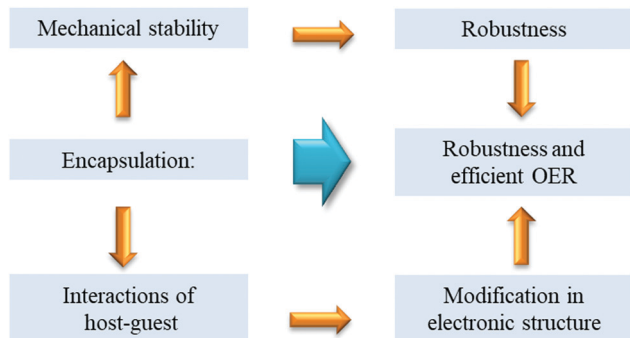 Mechanical stability
Robustness
Encapsulation:
Robustness and
efficient OER
Interactions of
host-guest
Modification in
electronic structure